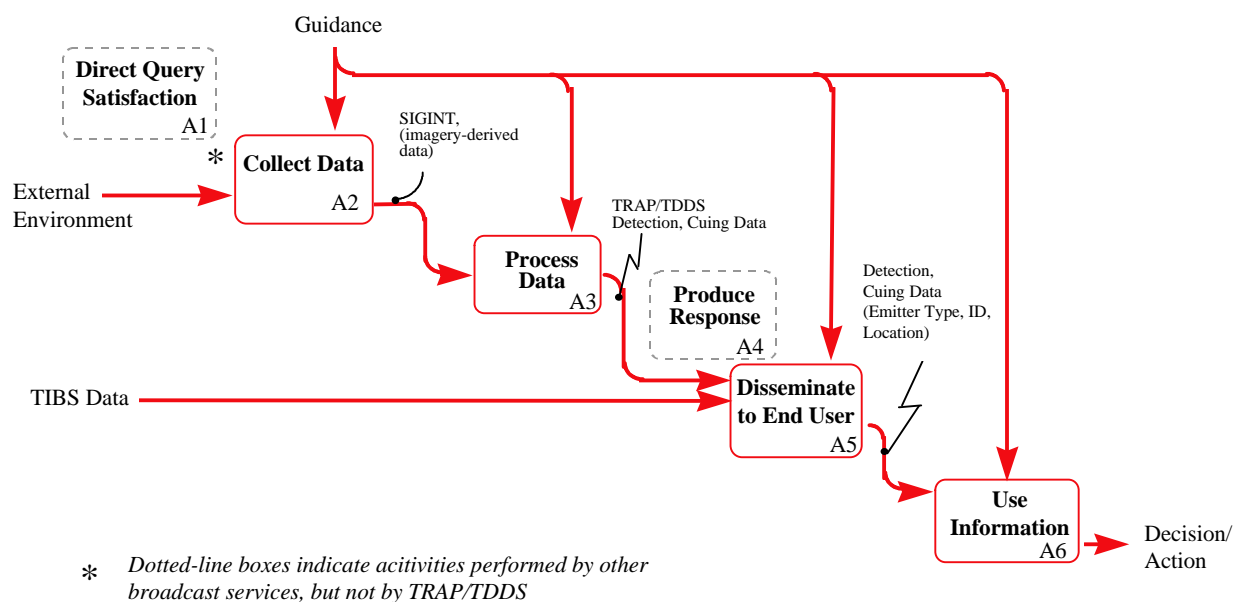 Guidance
Direct Query
Satisfaction
A1
*
Collect Data
A2
SIGINT,
(imagery-derived
data)
External
Environment
TRAP/TDDS
Detection, Cuing Data
Process
Data
A3
Produce
Response
A4
Detection,
Cuing Data
(Emitter Type, ID,
Location)
TIBS Data
Disseminate
to End User
A5
Use
Information
A6
Decision/
Action
* Dotted-line boxes indicate acitivities performed by other
broadcast services, but not by TRAP/TDDS